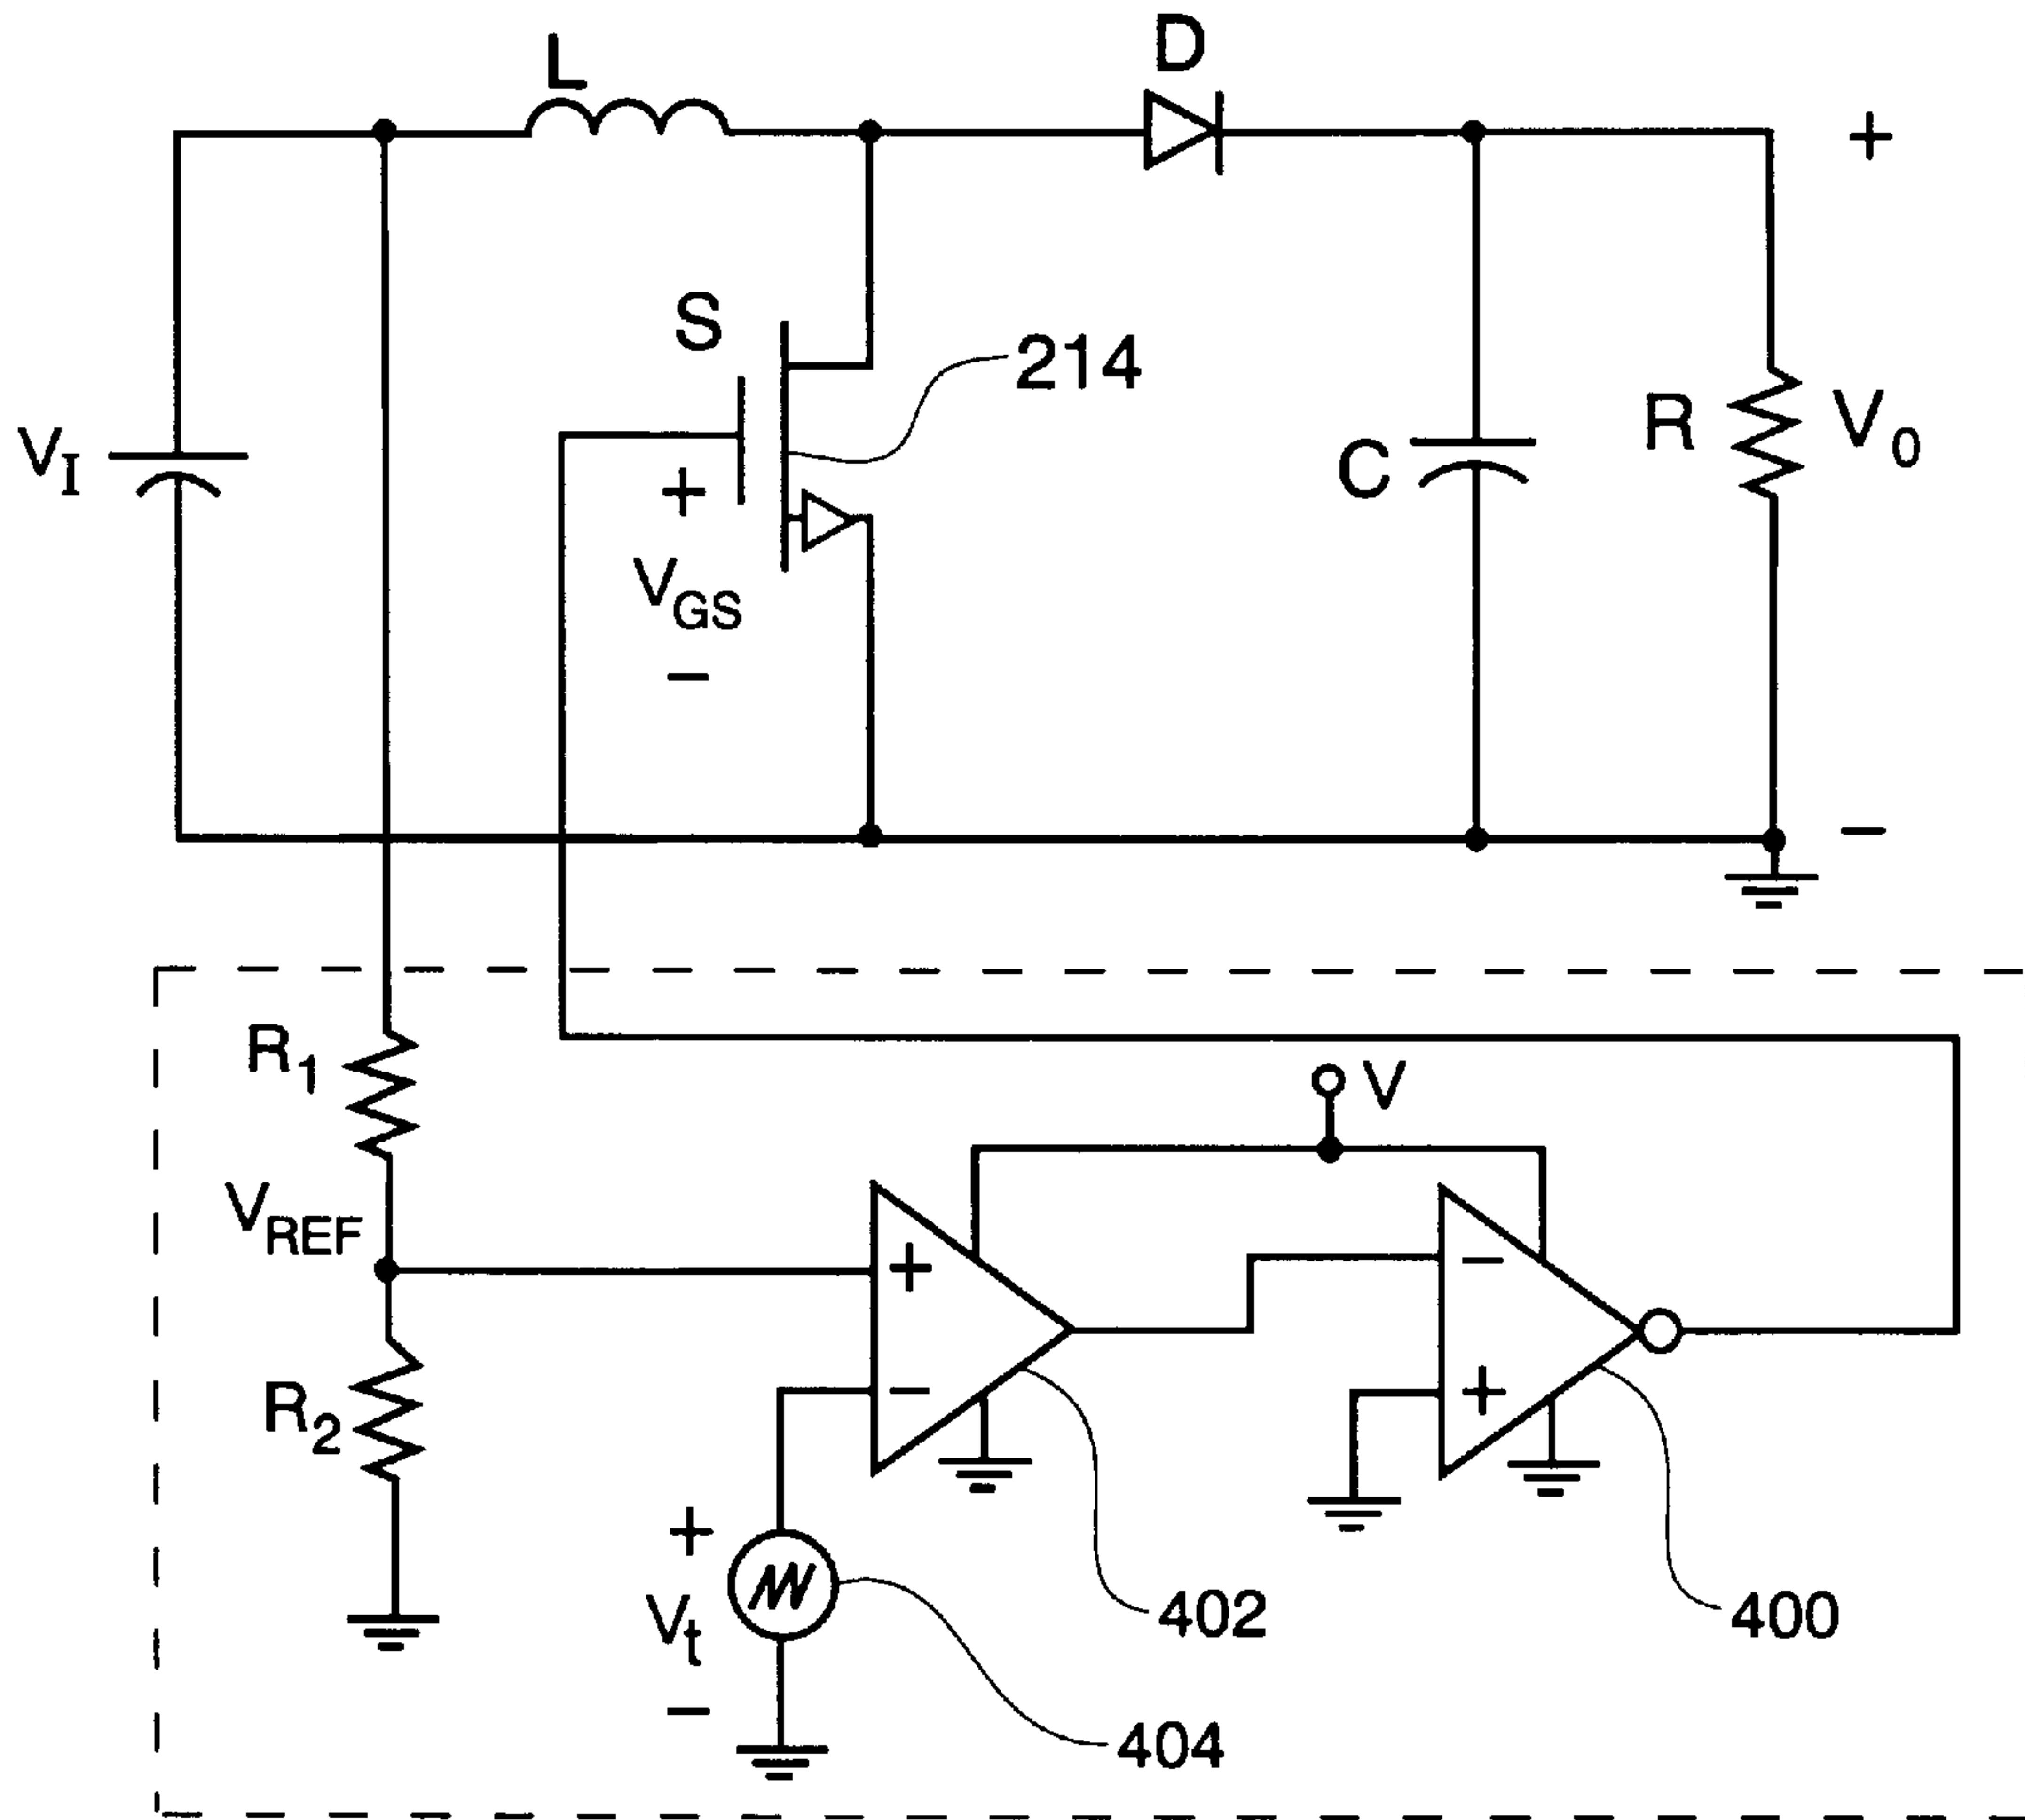 L
D
+
S
214
V_I
+
V_GS
−
C
R
V_0
−
R_1
V
V_REF
+
−
−
+
R_2
+
V_t
−
402
400
404